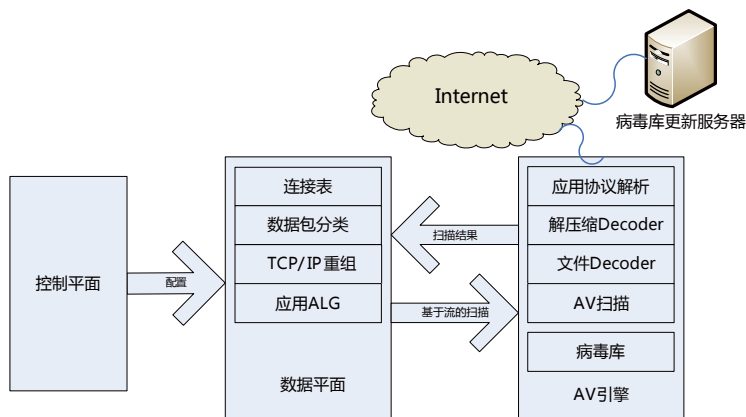 Internet
病毒库更新服务器
控制平面
配置
连接表
数据包分类
TCP/IP重组
应用ALG
数据平面
扫描结果
基于流的扫描
应用协议解析
解压缩Decoder
文件Decoder
AV扫描
病毒库
AV引擎